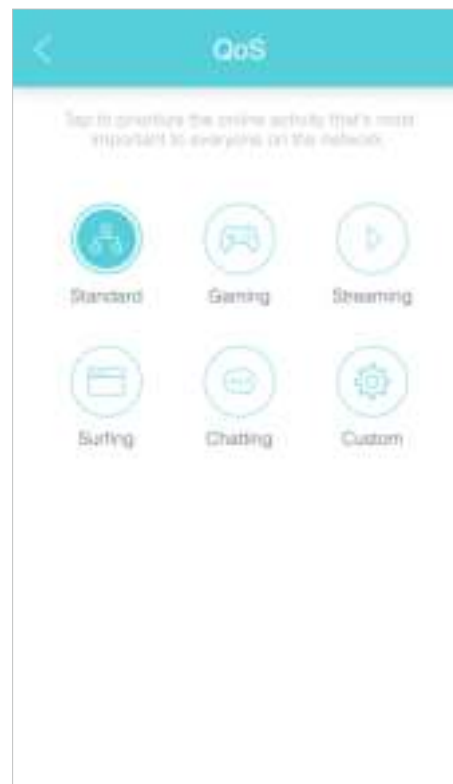 QoS
Tap to prioritize the online activity that's most
important to everyone on the network.
Standard Gaming Streaming
Surfing Chatting Custom